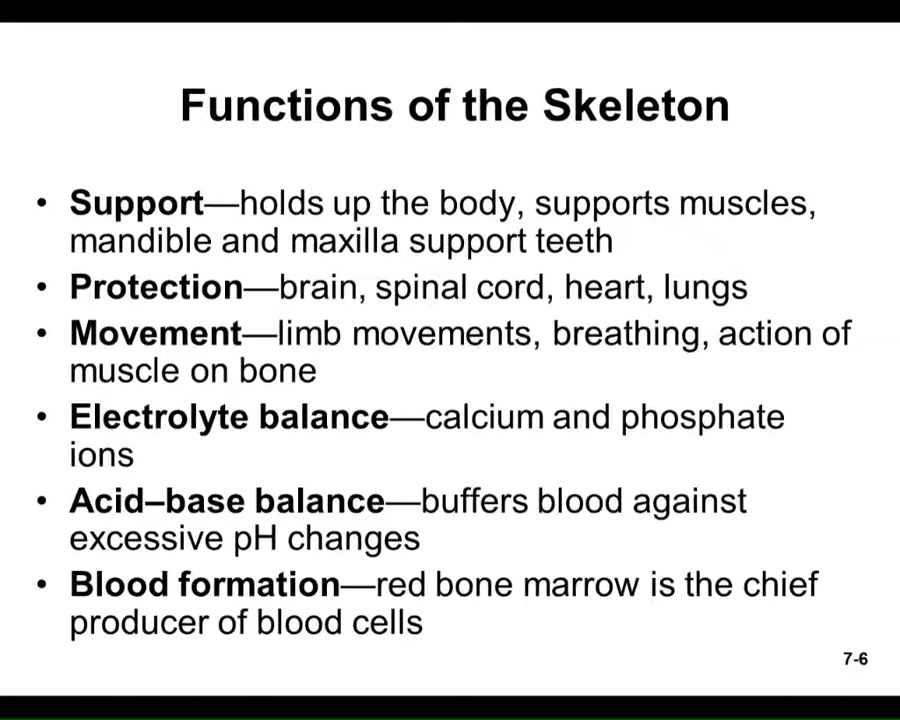 Functions of the Skeleton
• Support—holds up the body, supports muscles,
mandible and maxilla support teeth
• Protection—brain, spinal cord, heart, lungs
• Movement—limb movements, breathing, action of
muscle on bone
• Electrolyte balance—calcium and phosphate
ions
• Acid–base balance—buffers blood against
excessive pH changes
• Blood formation—red bone marrow is the chief
producer of blood cells
7-6